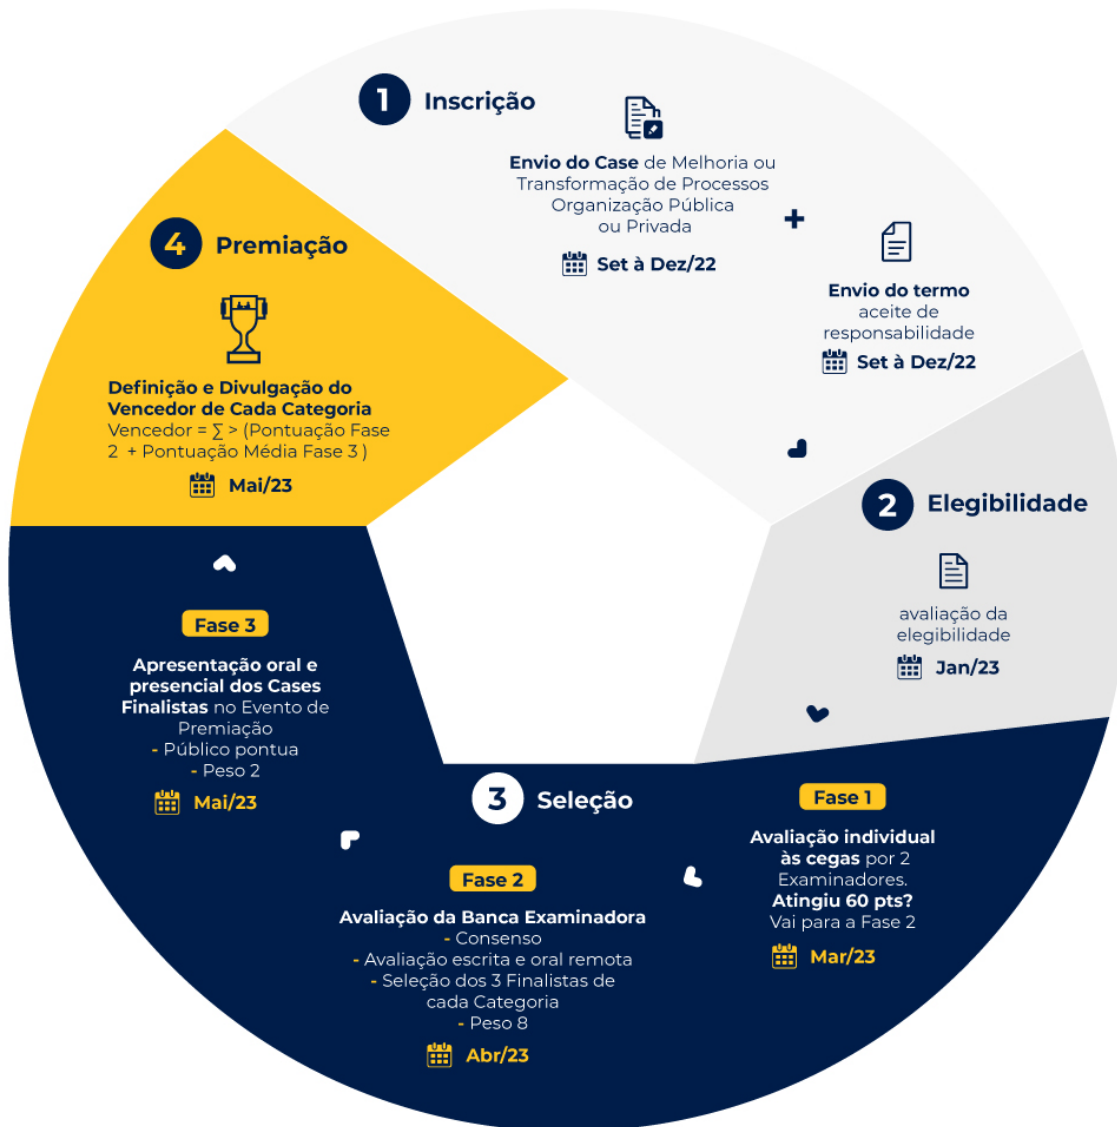 1 Inscrição
Envio do Case de Melhoria ou
Transformação de Processos
Organização Pública
ou Privada
Set à Dez/22
+
Envio do termo
aceite de
responsabilidade
Set à Dez/22
2 Elegibilidade
avaliação da
elegibilidade
Jan/23
3 Seleção
Fase 1
Avaliação individual
às cegas por 2
Examinadores.
Atingiu 60 pts?
Vai para a Fase 2
Mar/23
Fase 2
Avaliação da Banca Examinadora
- Consenso
- Avaliação escrita e oral remota
- Seleção dos 3 Finalistas de
cada Categoria
- Peso 8
Abr/23
Fase 3
Apresentação oral e
presencial dos Cases
Finalistas no Evento de
Premiação
- Público pontua
- Peso 2
Mai/23
4 Premiação
Definição e Divulgação do
Vencedor de Cada Categoria
Vencedor = ∑ > (Pontuação Fase
2 + Pontuação Média Fase 3 )
Mai/23